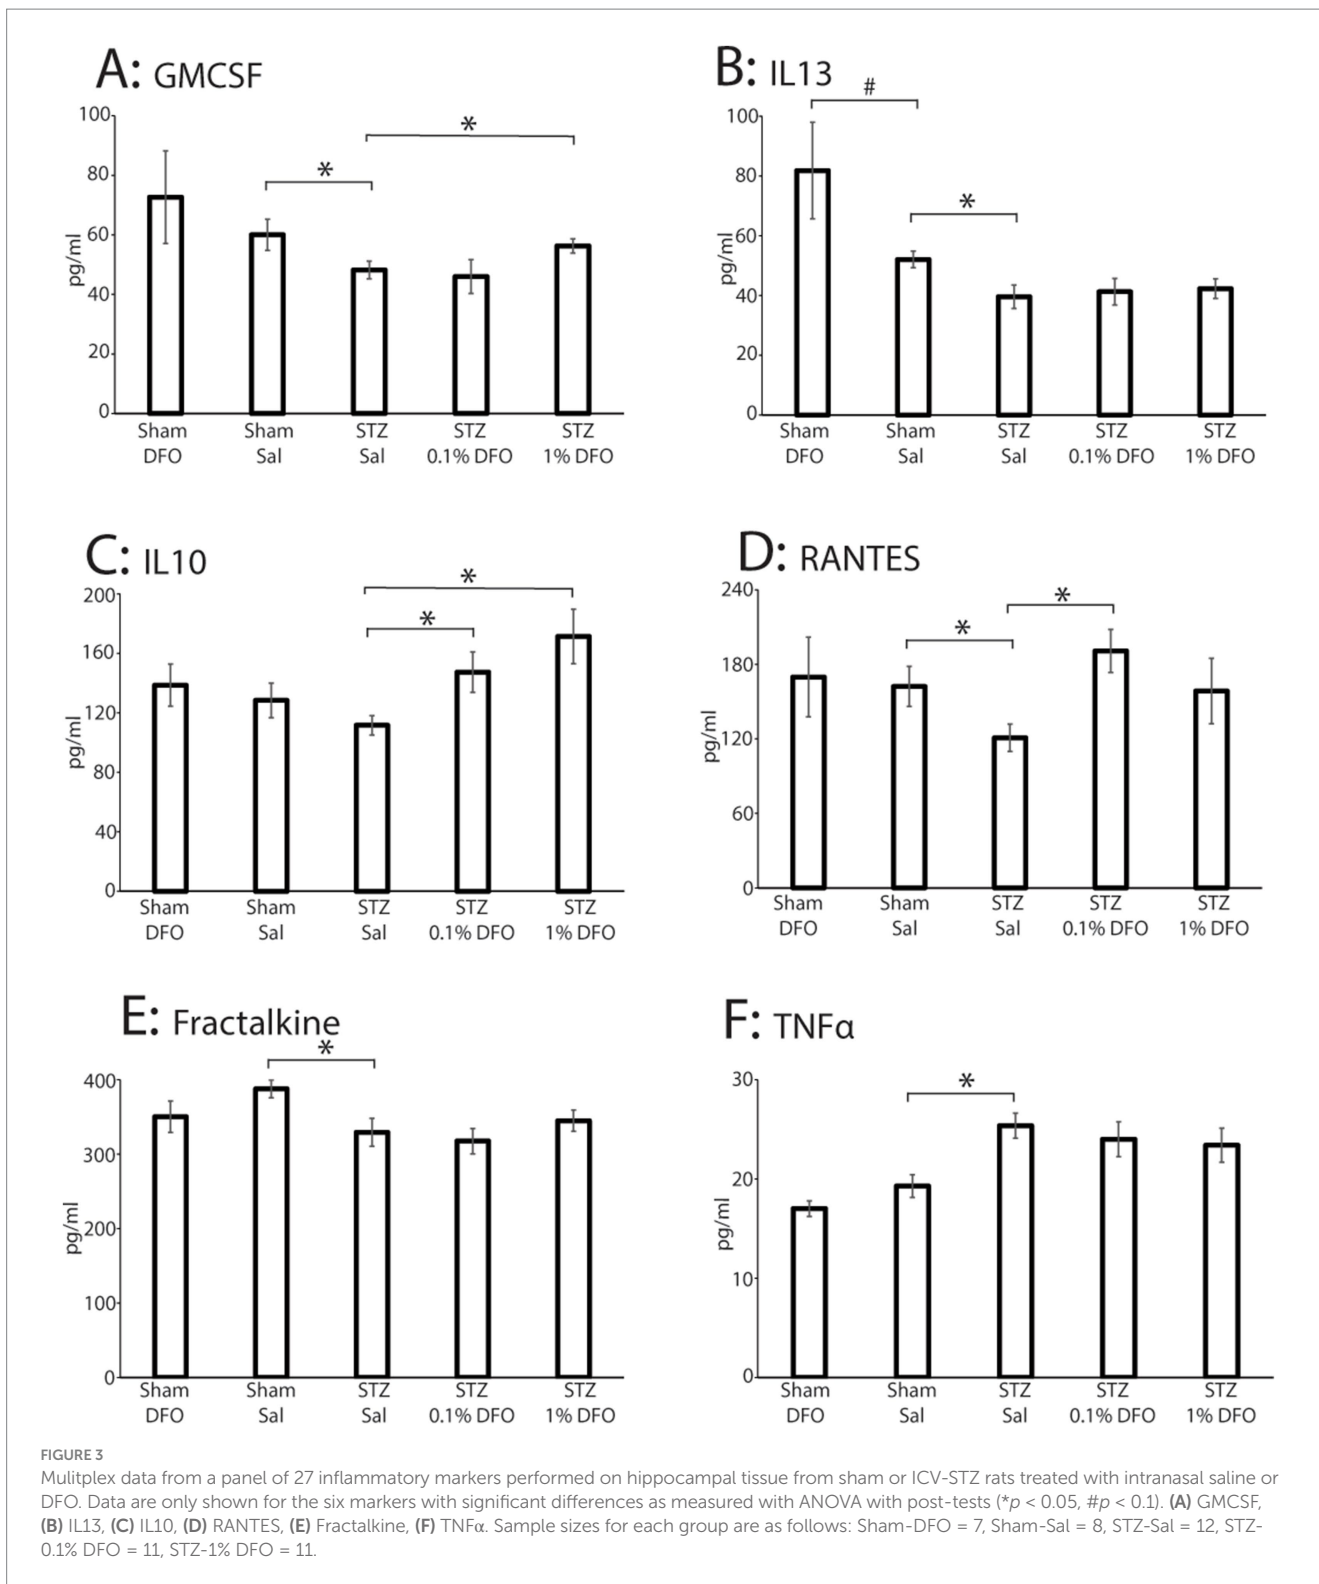 A: GMCSF
100
80
60
40
20
0
pg/ml
*
*
Sham DFO
Sham Sal
STZ Sal
STZ 0.1% DFO
STZ 1% DFO
B: IL13
100
80
60
40
20
0
pg/ml
#
*
Sham DFO
Sham Sal
STZ Sal
STZ 0.1% DFO
STZ 1% DFO
C: IL10
200
160
120
80
40
0
pg/ml
*
*
Sham DFO
Sham Sal
STZ Sal
STZ 0.1% DFO
STZ 1% DFO
D: RANTES
240
180
120
60
0
pg/ml
*
*
Sham DFO
Sham Sal
STZ Sal
STZ 0.1% DFO
STZ 1% DFO
E: Fractalkine
400
300
200
100
0
pg/ml
*
Sham DFO
Sham Sal
STZ Sal
STZ 0.1% DFO
STZ 1% DFO
F: TNFα
30
20
10
0
pg/ml
*
Sham DFO
Sham Sal
STZ Sal
STZ 0.1% DFO
STZ 1% DFO
FIGURE 3
Mulitplex data from a panel of 27 inflammatory markers performed on hippocampal tissue from sham or ICV-STZ rats treated with intranasal saline or
DFO. Data are only shown for the six markers with significant differences as measured with ANOVA with post-tests (*p < 0.05, #p < 0.1). (A) GMCSF,
(B) IL13, (C) IL10, (D) RANTES, (E) Fractalkine, (F) TNFα. Sample sizes for each group are as follows: Sham-DFO = 7, Sham-Sal = 8, STZ-Sal = 12, STZ-
0.1% DFO = 11, STZ-1% DFO = 11.